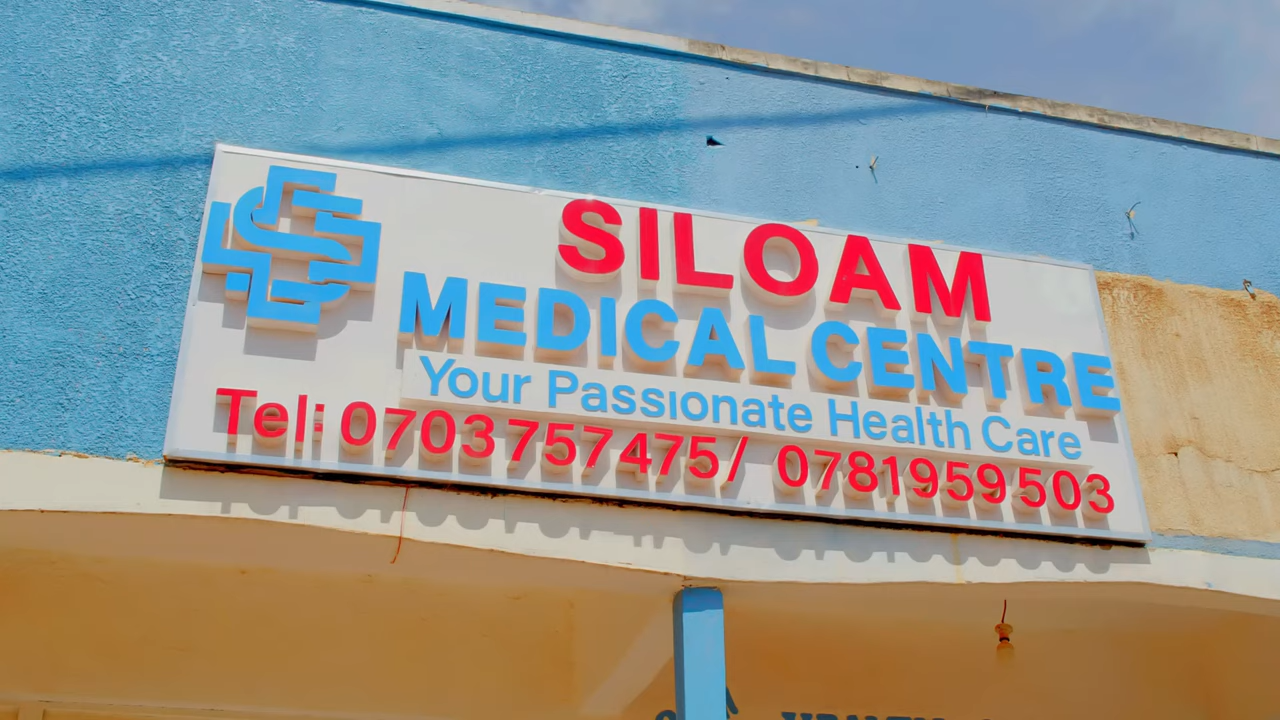 SILOAM
MEDICAL CENTRE
Your Passionate Health Care
Tel: 0703757475/ 0781959503